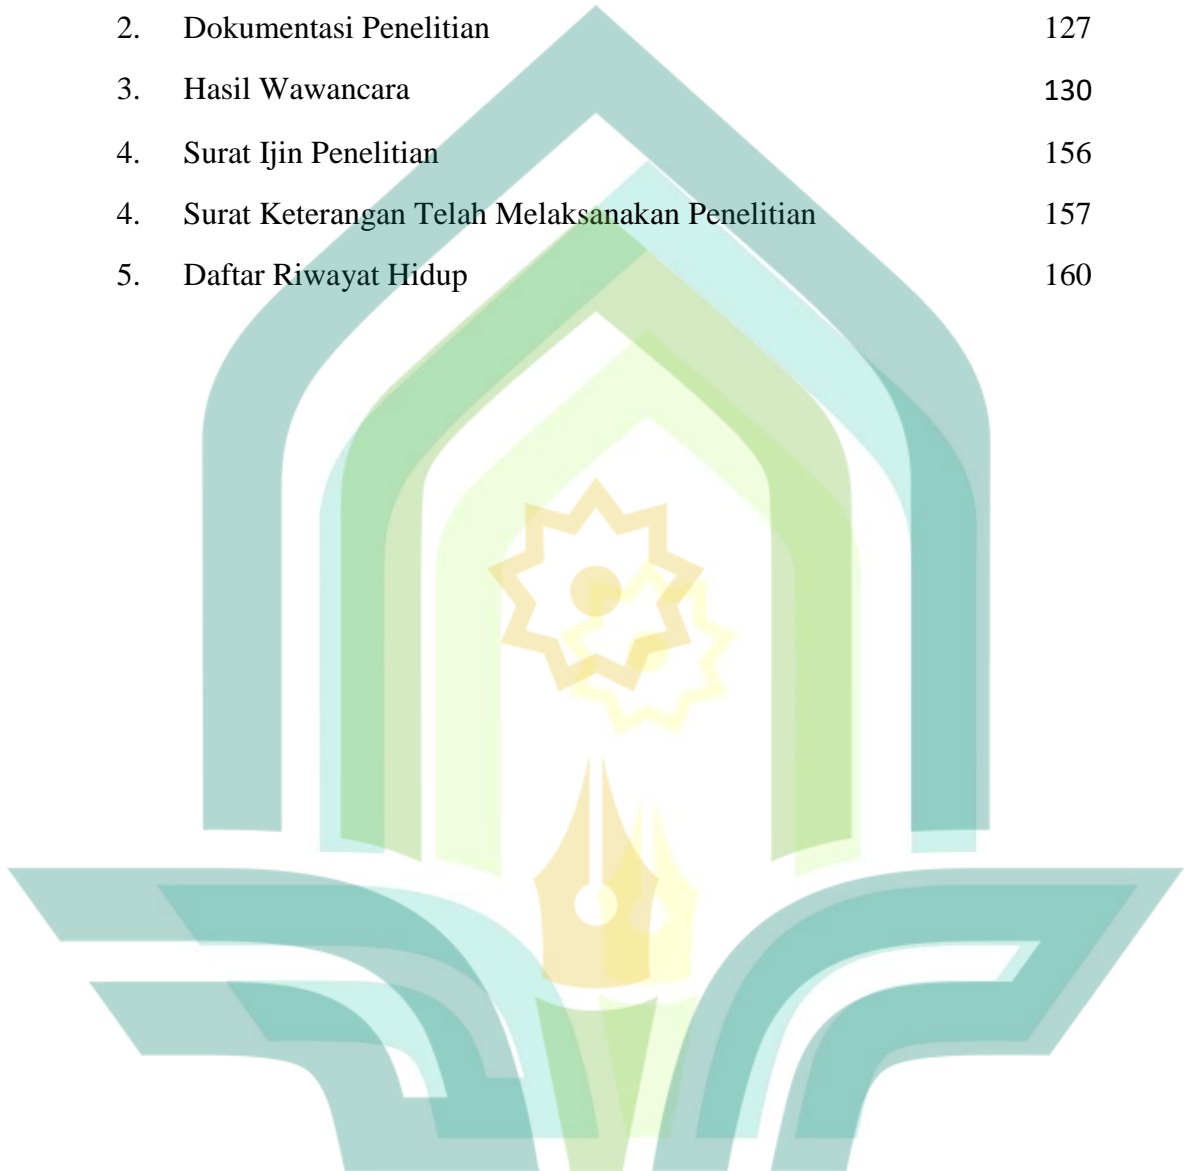 2. Dokumentasi Penelitian 127
3. Hasil Wawancara 130
4. Surat Ijin Penelitian 156
4. Surat Keterangan Telah Melaksanakan Penelitian 157
5. Daftar Riwayat Hidup 160